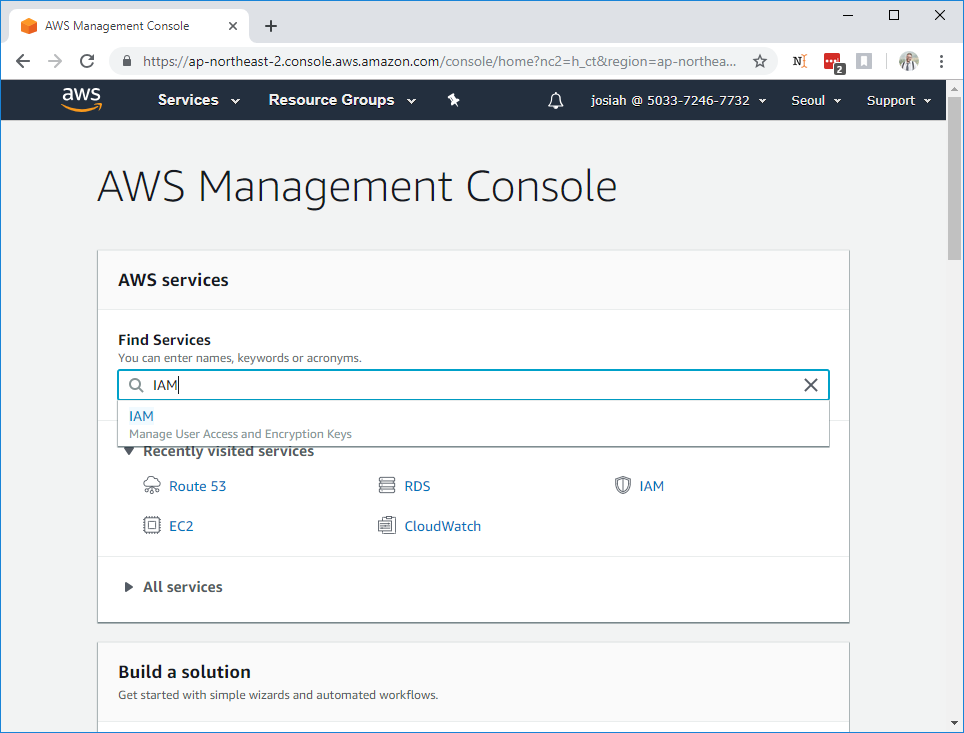 AWS Management Console
https://ap-northeast-2.console.aws.amazon.com/console/home?nc2=h_ct&region=ap-northea...
N
2
aws Services Resource Groups josiah @ 5033-7246-7732 Seoul Support
AWS Management Console
AWS services
Find Services
You can enter names, keywords or acronyms.
IAM
IAM
Manage User Access and Encryption Keys
Recently visited services
Route 53 RDS IAM
EC2 CloudWatch
All services
Build a solution
Get started with simple wizards and automated workflows.